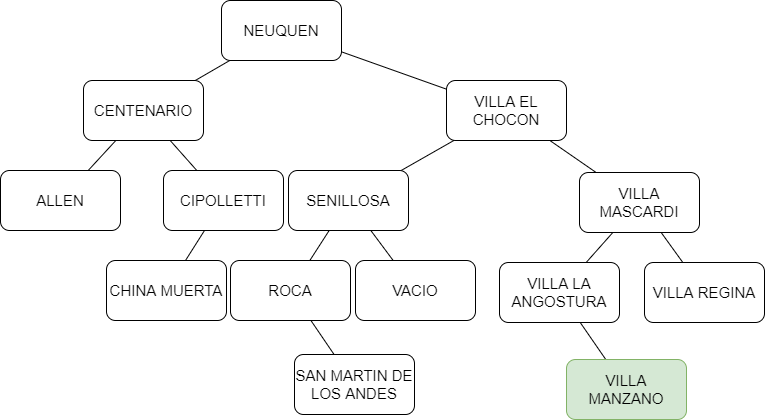 NEUQUEN
CENTENARIO
VILLA EL
CHOCON
ALLEN
CIPOLLETTI
SENILLOSA
VILLA
MASCARDI
CHINA MUERTA
ROCA
VACIO
VILLA LA
ANGOSTURA
VILLA REGINA
SAN MARTIN DE
LOS ANDES
VILLA
MANZANO